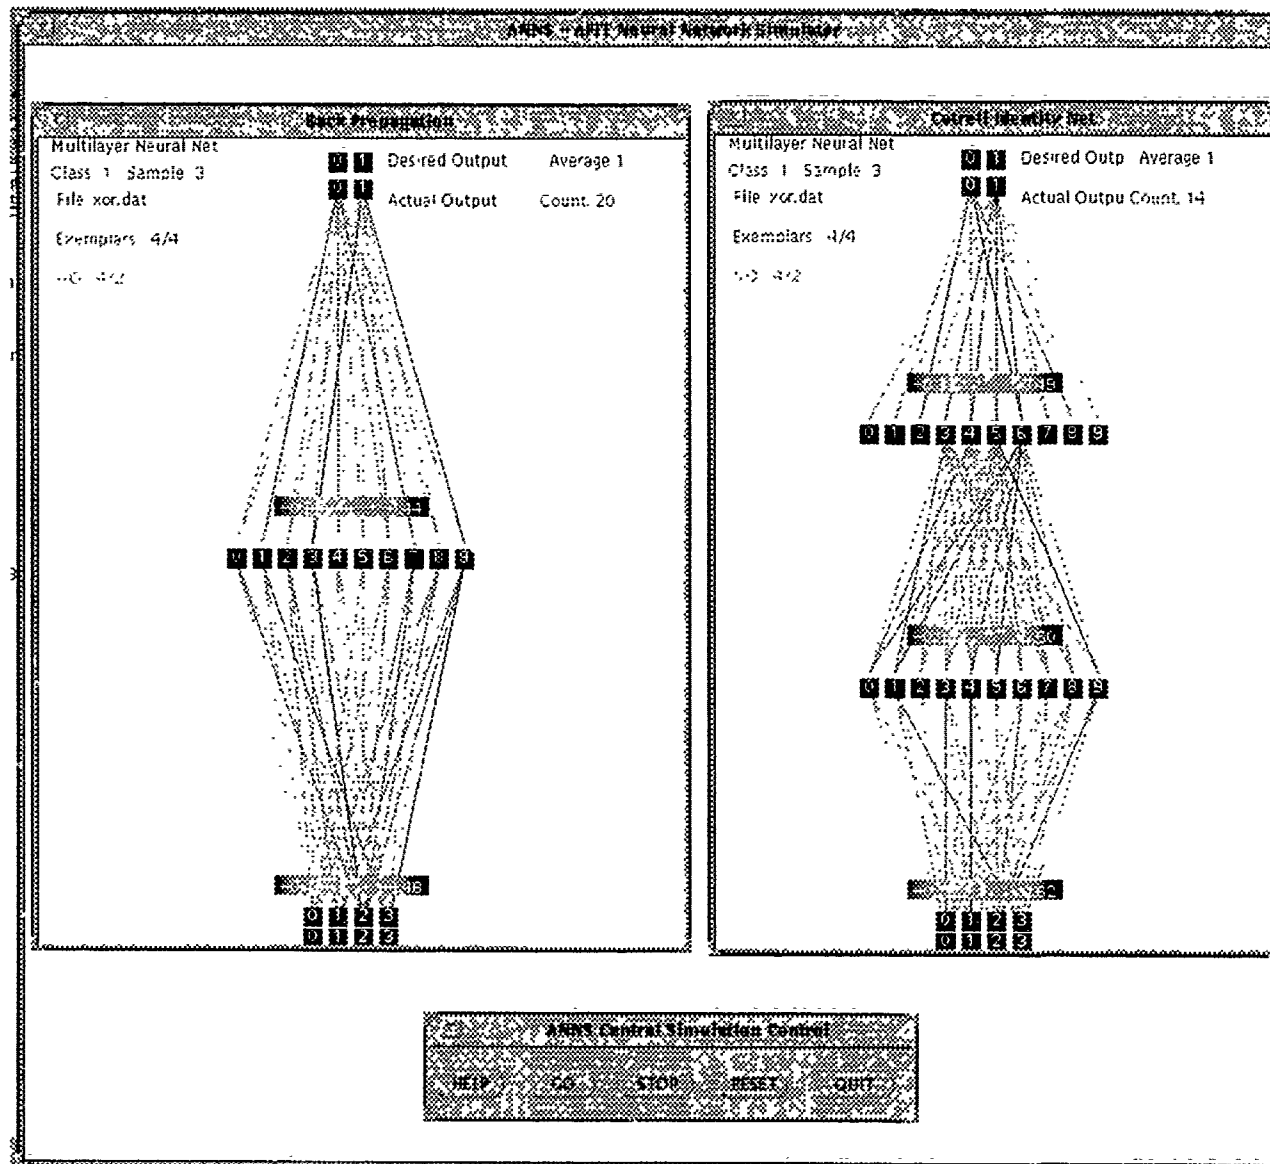 ANNS - AFIT Neural Network Simulator
Back Propagation
Multilayer Neural Net
Class 1 Sample 3
File xor.dat
Exemplars 4/4
4/2
0 1 Desired Output Average 1
0 1 Actual Output Count. 20
0 1 2 3 4 5 6 7 8 9
0 1 2 3
0 1 2 3
Cotrell Identity Net
Multilayer Neural Net
Class 1 Sample 3
File xor.dat
Exemplars 4/4
4/2
0 1 Desired Outp Average 1
0 1 Actual Outpu Count. 14
0 1 2 3 4 5 6 7 8 9
0 1 2 3 4 5 6 7 8 9
0 1 2 3
0 1 2 3
ANNS Central Simulation Control
HELP GO STOP RESET QUIT